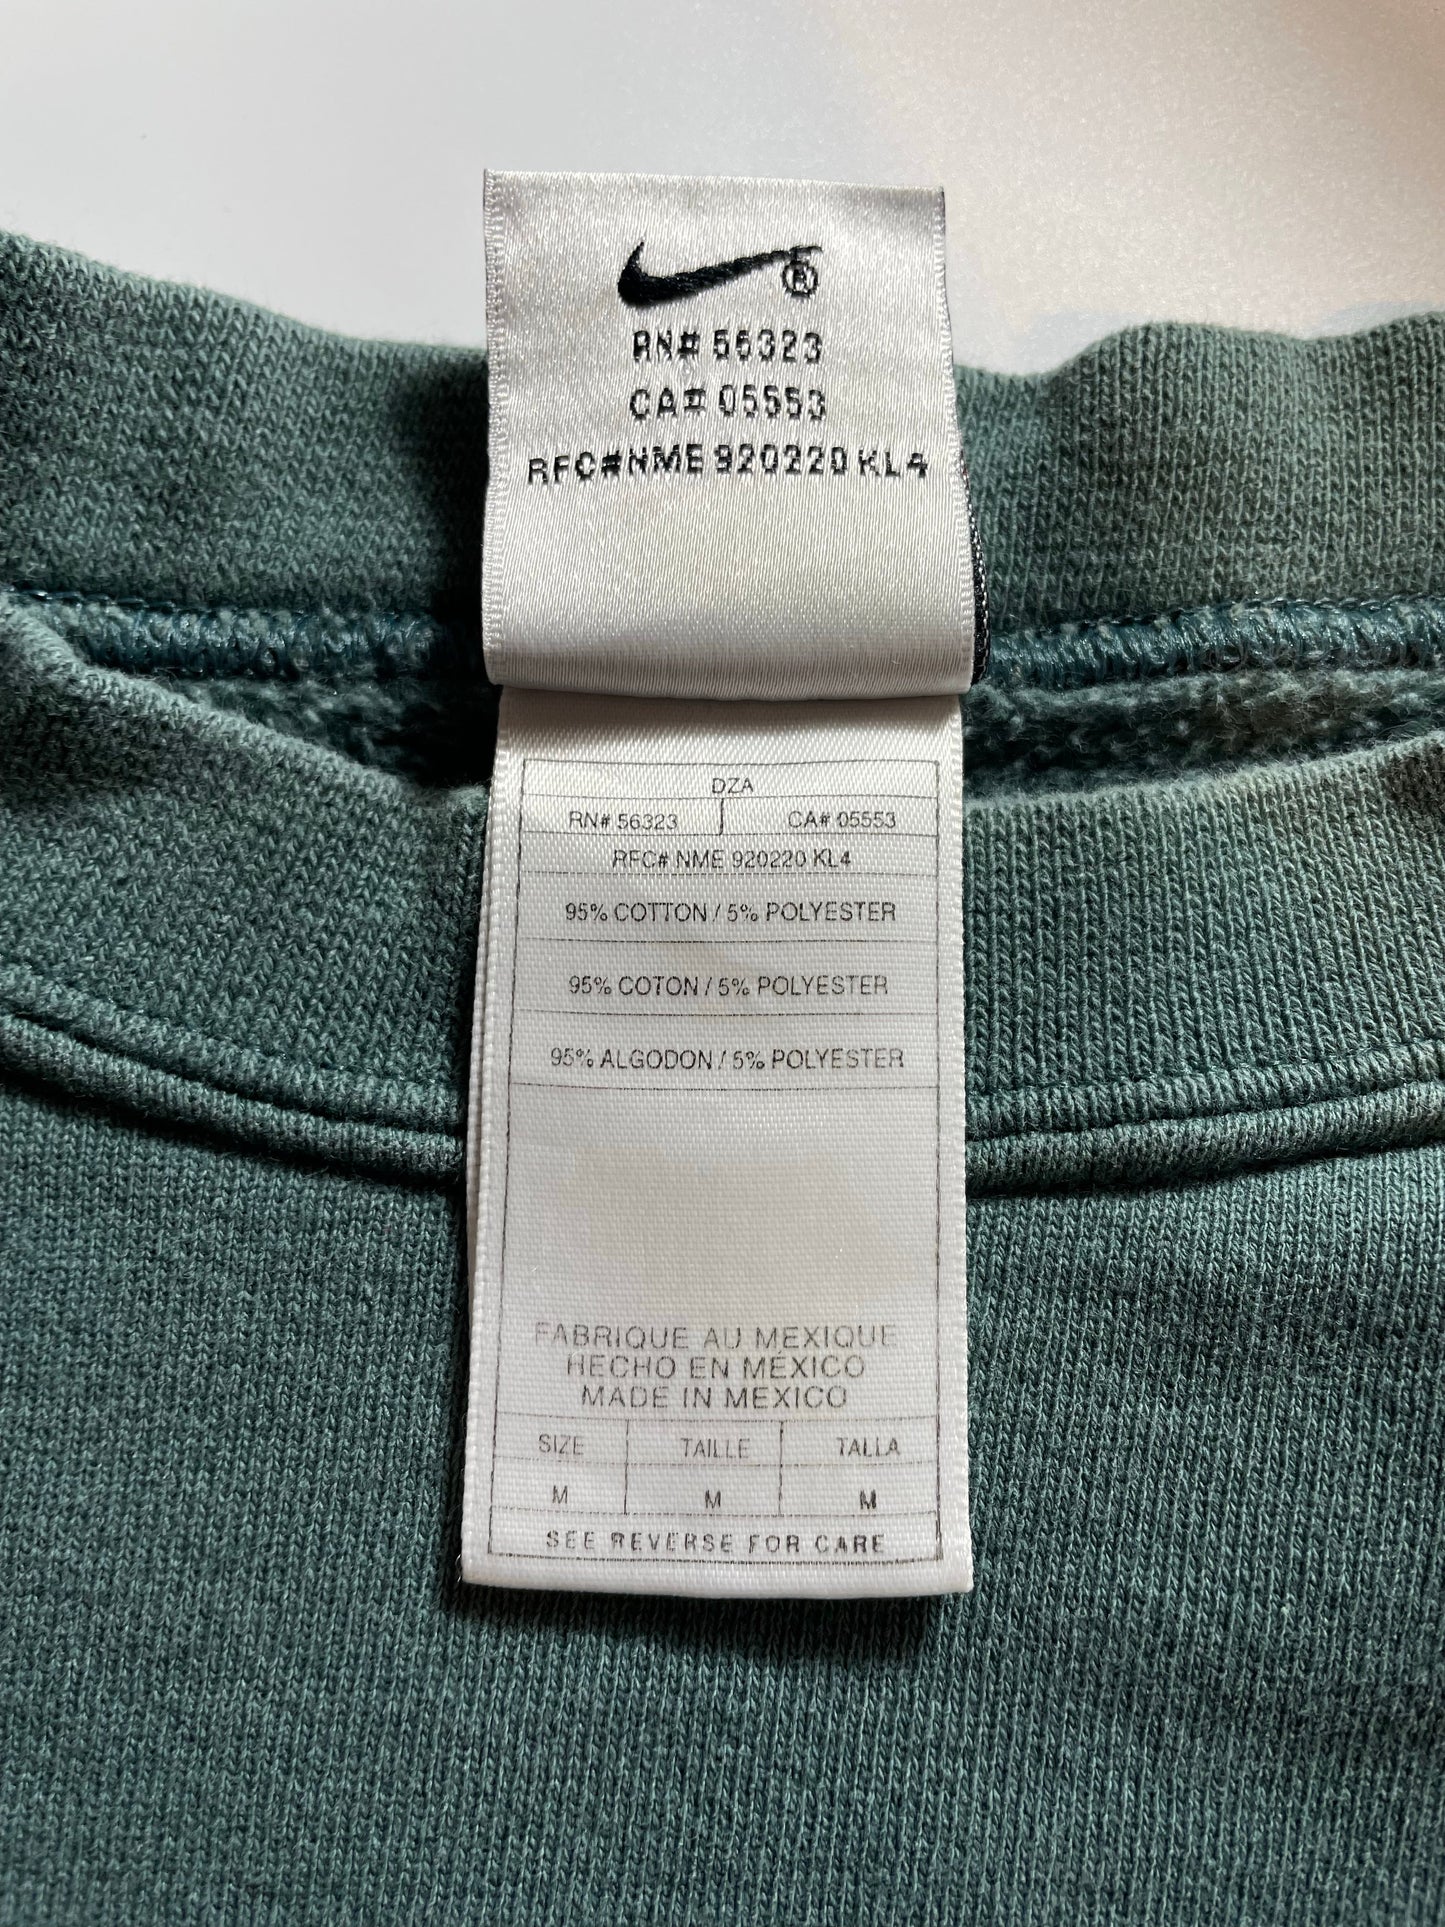 ®
RN# 56323
CA# 05553
RFC#NME 920220 KL4
DZA
RN# 56323 CA# 05553
RFC# NME 920220 KL4
95% COTTON / 5% POLYESTER
95% COTON / 5% POLYESTER
95% ALGODON / 5% POLYESTER
FABRIQUE AU MEXIQUE
HECHO EN MEXICO
MADE IN MEXICO
SIZE TAILLE TALLA
M M M
SEE REVERSE FOR CARE